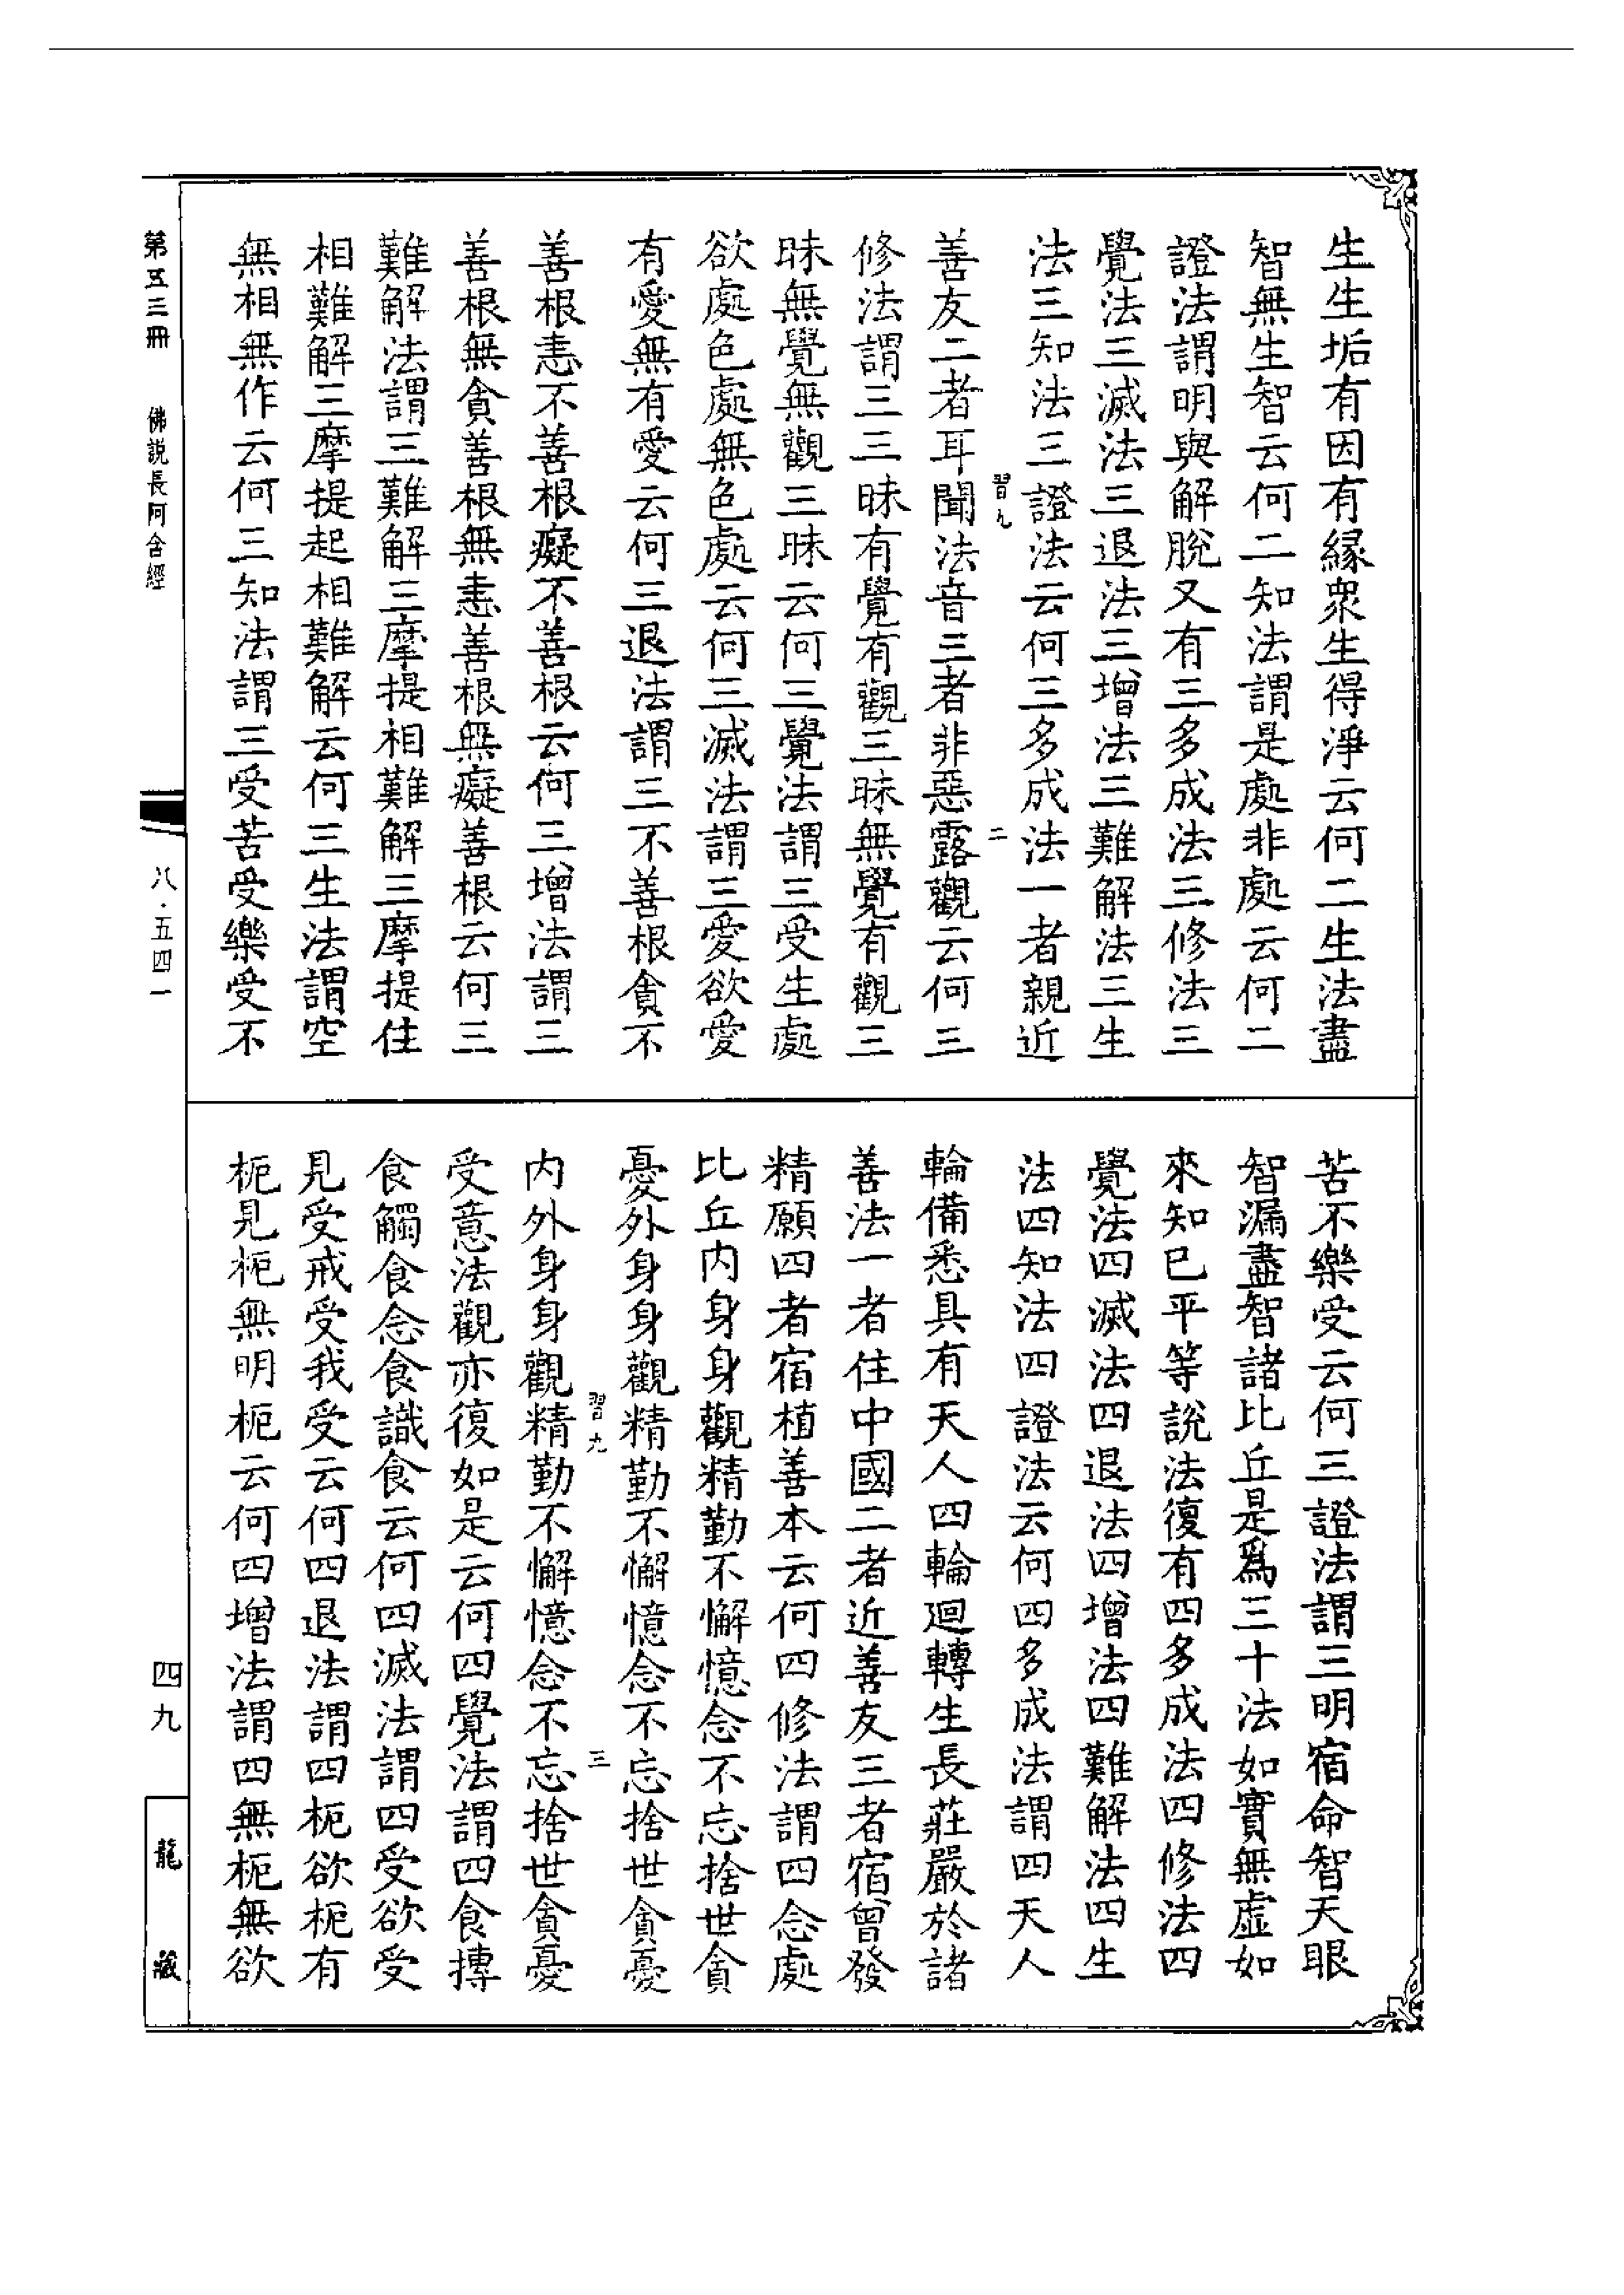 生生垢有因有緣衆生得淨云何二生法盡
智無生智云何二知法謂是處非處云何二
證法謂明與解脫又有三多成法三修法三
覺法三滅法三退法三增法三難解法三生
法三知法三證法云何三多成法一者親近
習九
二
善友二者耳聞法音三者非惡露觀云何三
修法謂三三昧有覺有觀三昧無覺有觀三
昧無覺無觀三昧云何三覺法謂三受生處
欲處色處無色處云何三滅法謂三愛欲愛
有愛無有愛云何三退法謂三不善根貪不
善根恚不善根癡不善根云何三增法謂三
善根無貪善根無恚善根無癡善根云何三
難解法謂三難解三摩提相難解三摩提住
相難解三摩提起相難解云何三生法謂空
無相無作云何三知法謂三受苦受樂受不
苦不樂受云何三證法謂三明宿命智天眼
智漏盡智諸比丘是爲三十法如實無虛如
來知已平等說法復有四多成法四修法四
覺法四滅法四退法四增法四難解法四生
法四知法四證法云何四多成法謂四天人
輪備悉具有天人四輪迴轉生長莊嚴於諸
善法一者住中國二者近善友三者宿曾發
精願四者宿植善本云何四修法謂四念處
比丘內身身觀精勤不懈憶念不忘捨世貪
憂外身身觀精勤不懈憶念不忘捨世貪憂
習九
三
內外身身觀精勤不懈憶念不忘捨世貪憂
受意法觀亦復如是云何四覺法謂四食摶
食觸食念食識食云何四滅法謂四受欲受
見受戒受我受云何四退法謂四枙欲枙有
枙見枙無明枙云何四增法謂四無枙無欲
第五三冊
佛說長阿含經
八·五四一
四九
龍藏